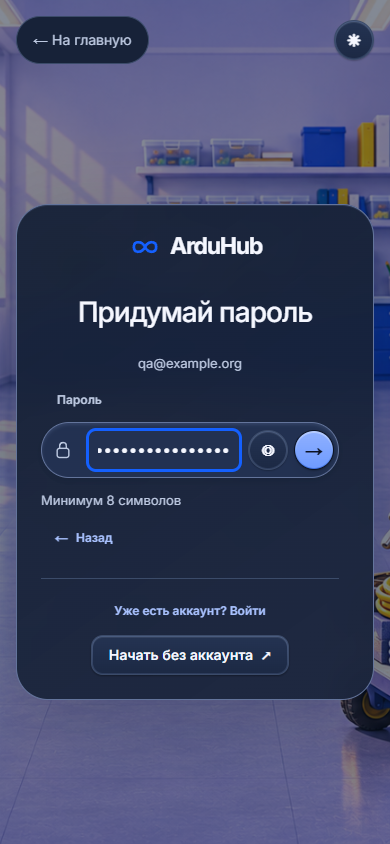 ← На главную
ArduHub
Придумай пароль
qa@example.org
Пароль
••••••••••••••••
→
Минимум 8 символов
← Назад
Уже есть аккаунт? Войти
Начать без аккаунта ↗